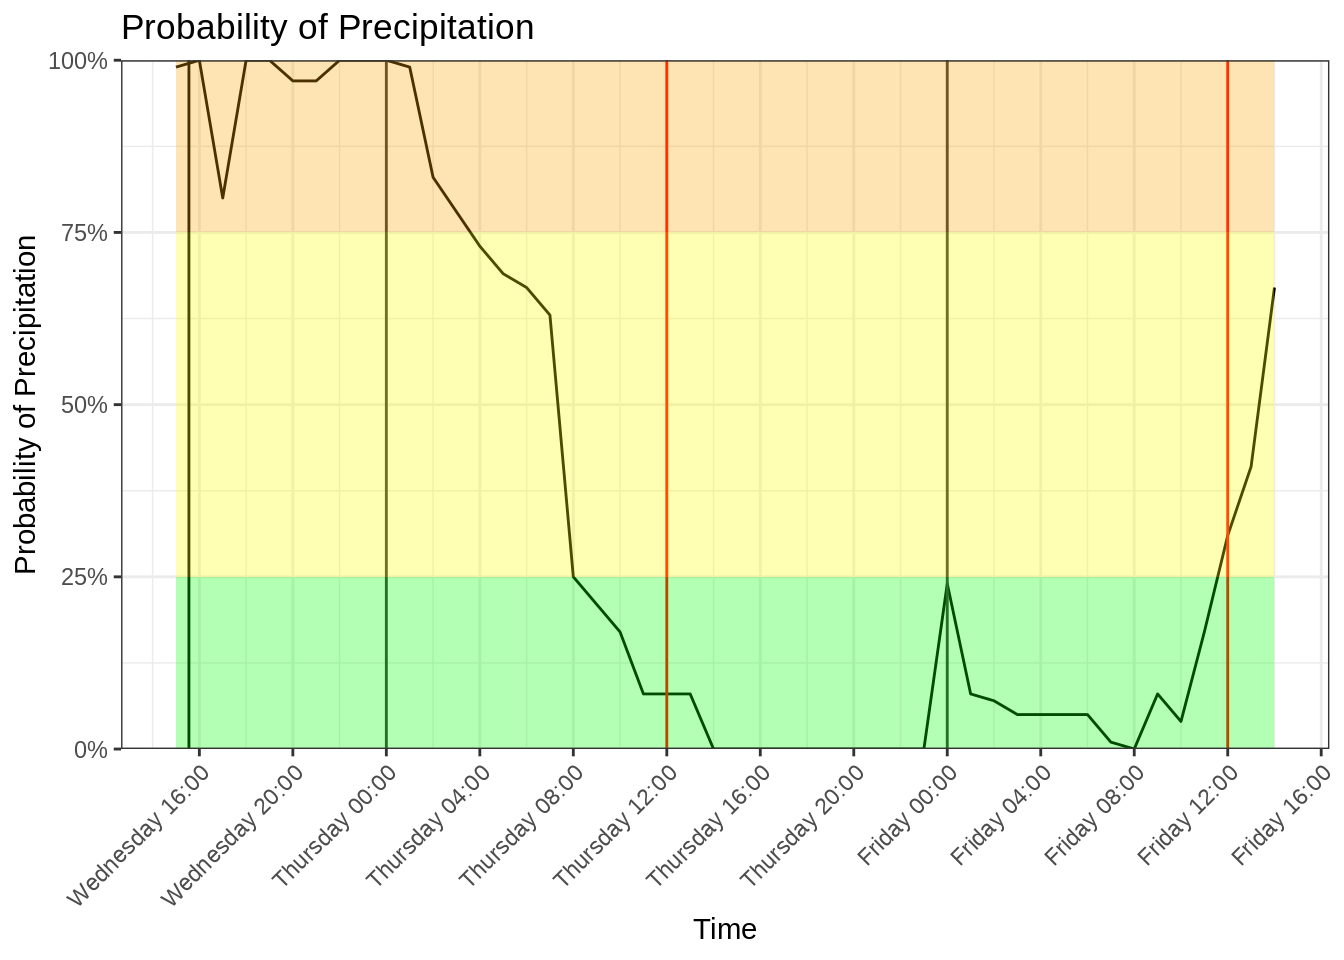 Probability of Precipitation
100%
75%
50%
25%
0%
Probability of Precipitation
Wednesday 16:00
Wednesday 20:00
Thursday 00:00
Thursday 04:00
Thursday 08:00
Thursday 12:00
Thursday 16:00
Thursday 20:00
Friday 00:00
Friday 04:00
Friday 08:00
Friday 12:00
Friday 16:00
Time